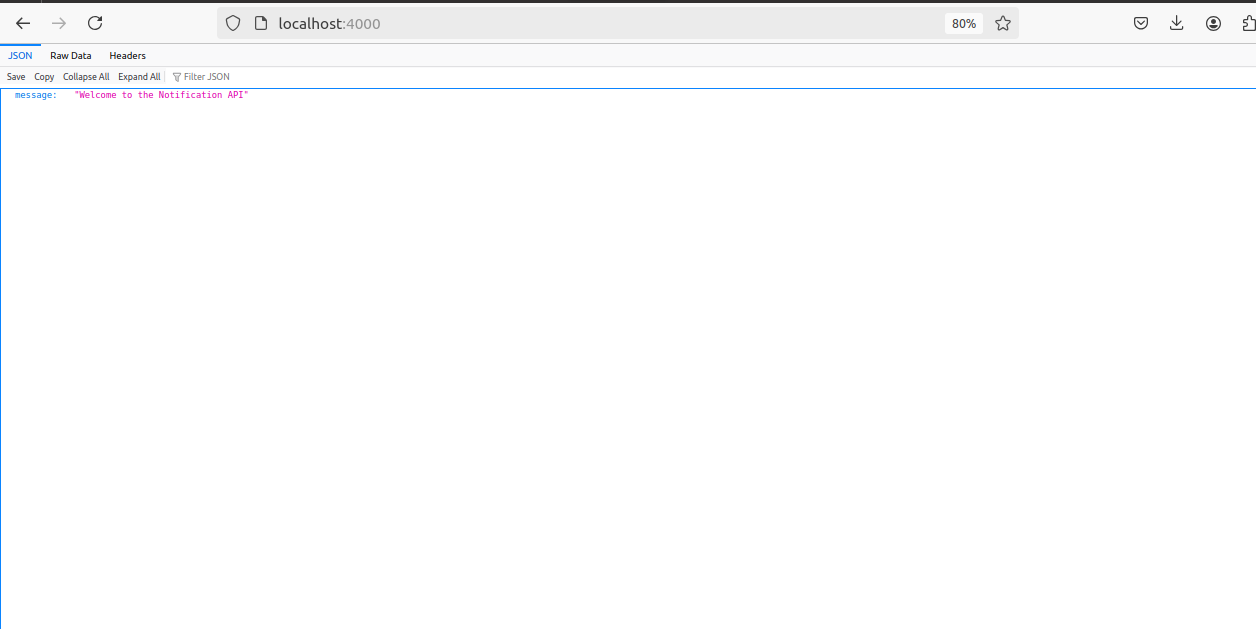 localhost:4000 80%
JSON Raw Data Headers
Save Copy Collapse All Expand All Filter JSON
message: "Welcome to the Notification API"